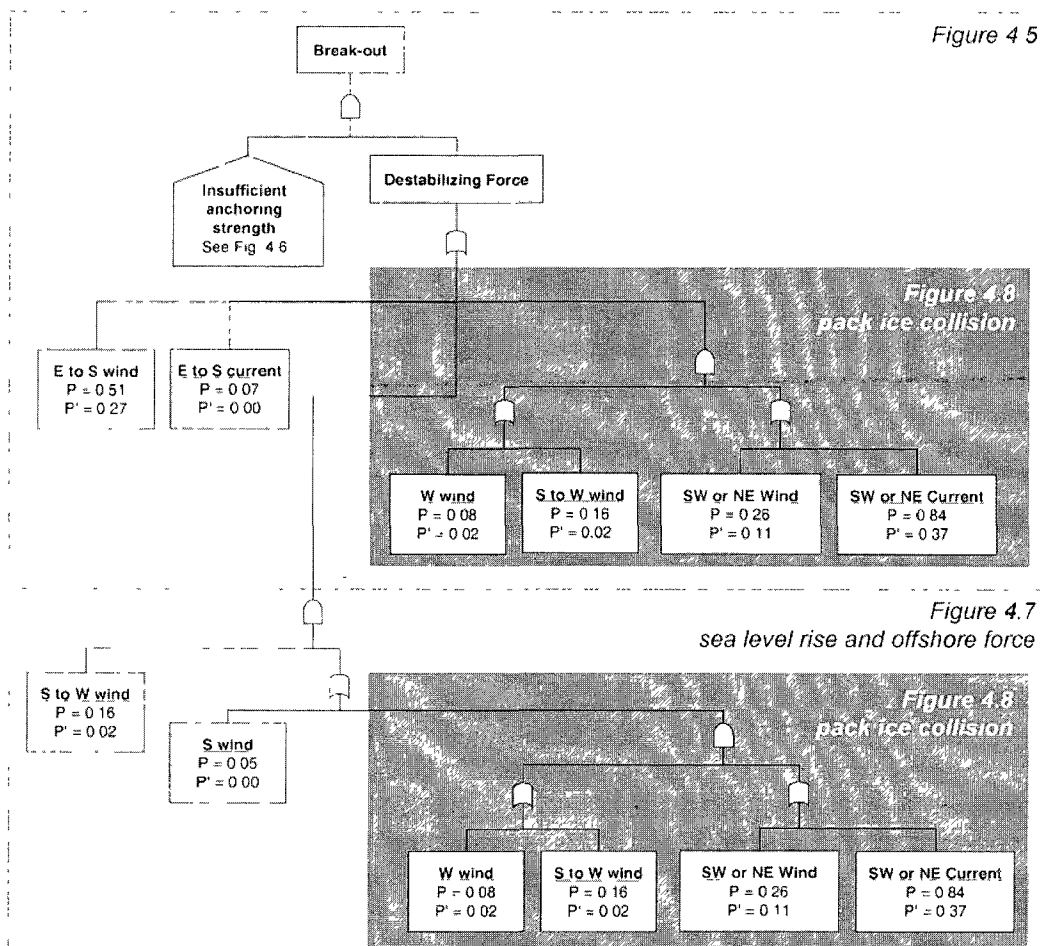 Figure 4 5
Break-out
Insufficient
anchoring
strength
See Fig 4 6
Destabilizing Force
Figure 4.8
pack ice collision
E to S wind
P = 0 51
P' = 0 27
E to S current
P = 0 07
P' = 0 00
W wind
P = 0 08
P' = 0 02
S to W wind
P = 0 16
P' = 0.02
SW or NE Wind
P = 0 26
P' = 0 11
SW or NE Current
P = 0 84
P' = 0 37
Figure 4.7
sea level rise and offshore force
S to W wind
P = 0 16
P' = 0 02
S wind
P = 0 05
P' = 0 00
Figure 4.8
pack ice collision
W wind
P = 0.08
P' = 0 02
S to W wind
P = 0 16
P' = 0 02
SW or NE Wind
P = 0 26
P' = 0 11
SW or NE Current
P = 0 84
P' = 0 37